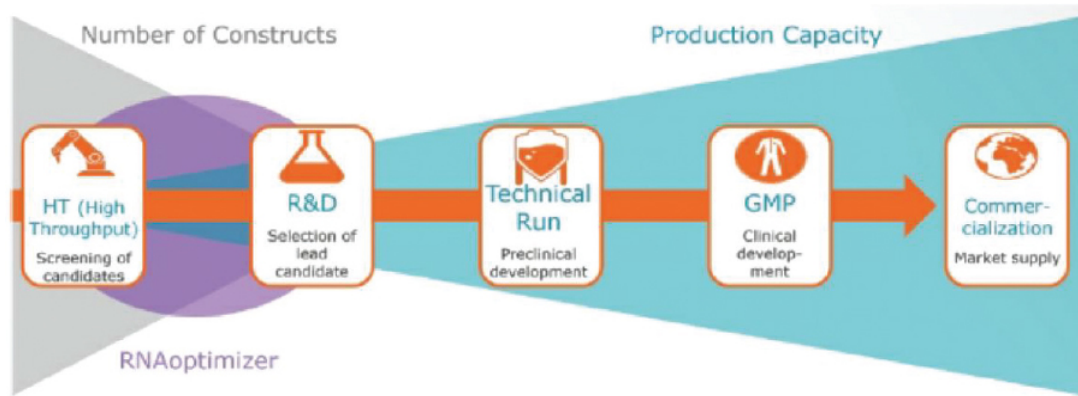 Number of Constructs
Production Capacity
HT (High
Throughput)
Screening of
candidates
R&D
Selection of
lead
candidate
Technical
Run
Preclinical
development
GMP
Clinical
develop-
ment
Commer-
cialization
Market supply
RNAoptimizer